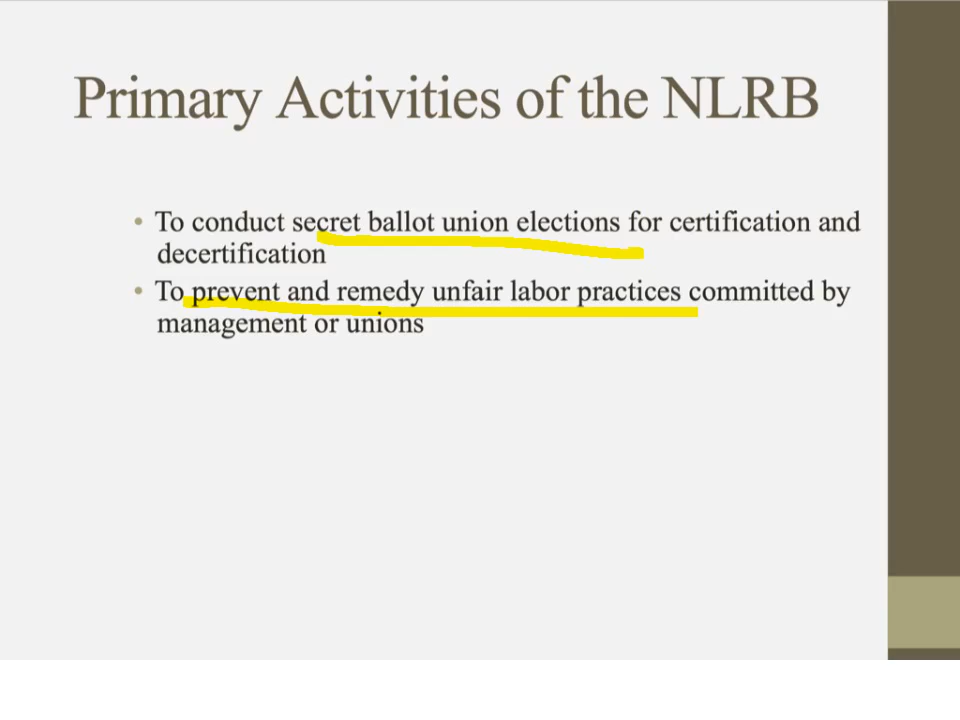 Primary Activities of the NLRB
• To conduct secret ballot union elections for certification and
decertification
• To prevent and remedy unfair labor practices committed by
management or unions